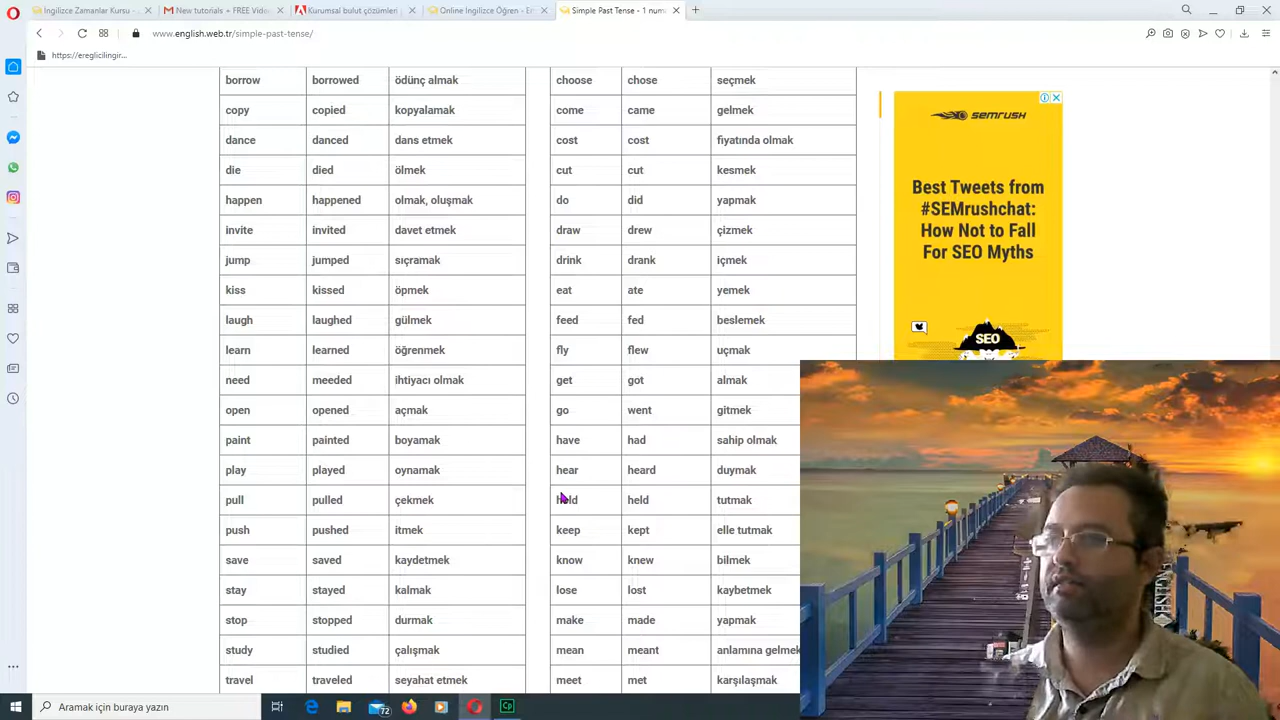 İngilizce Zamanlar Kursu - 
New tutorials + FREE Vide
Kurumsal bulut çözümleri
Online İngilizce Öğren - En
Simple Past Tense - 1 num
www.english.web.tr/simple-past-tense/
https://ereglicilingir...
borrow borrowed ödünç almak choose chose seçmek
copy copied kopyalamak come came gelmek
dance danced dans etmek cost cost fiyatında olmak
die died ölmek cut cut kesmek
happen happened olmak, oluşmak do did yapmak
invite invited davet etmek draw drew çizmek
jump jumped sıçramak drink drank içmek
kiss kissed öpmek eat ate yemek
laugh laughed gülmek feed fed beslemek
learn learned öğrenmek fly flew uçmak
need meeded ihtiyacı olmak get got almak
open opened açmak go went gitmek
paint painted boyamak have had sahip olmak
play played oynamak hear heard duymak
pull pulled çekmek held held tutmak
push pushed itmek keep kept elle tutmak
save saved kaydetmek know knew bilmek
stay stayed kalmak lose lost kaybetmek
stop stopped durmak make made yapmak
study studied çalışmak mean meant anlamına gelmek
travel traveled seyahat etmek meet met karşılaşmak
SEMRUSH
Best Tweets from
#SEMrushchat:
How Not to Fall
For SEO Myths
SEO
Aramak için buraya yazın
72
Cp